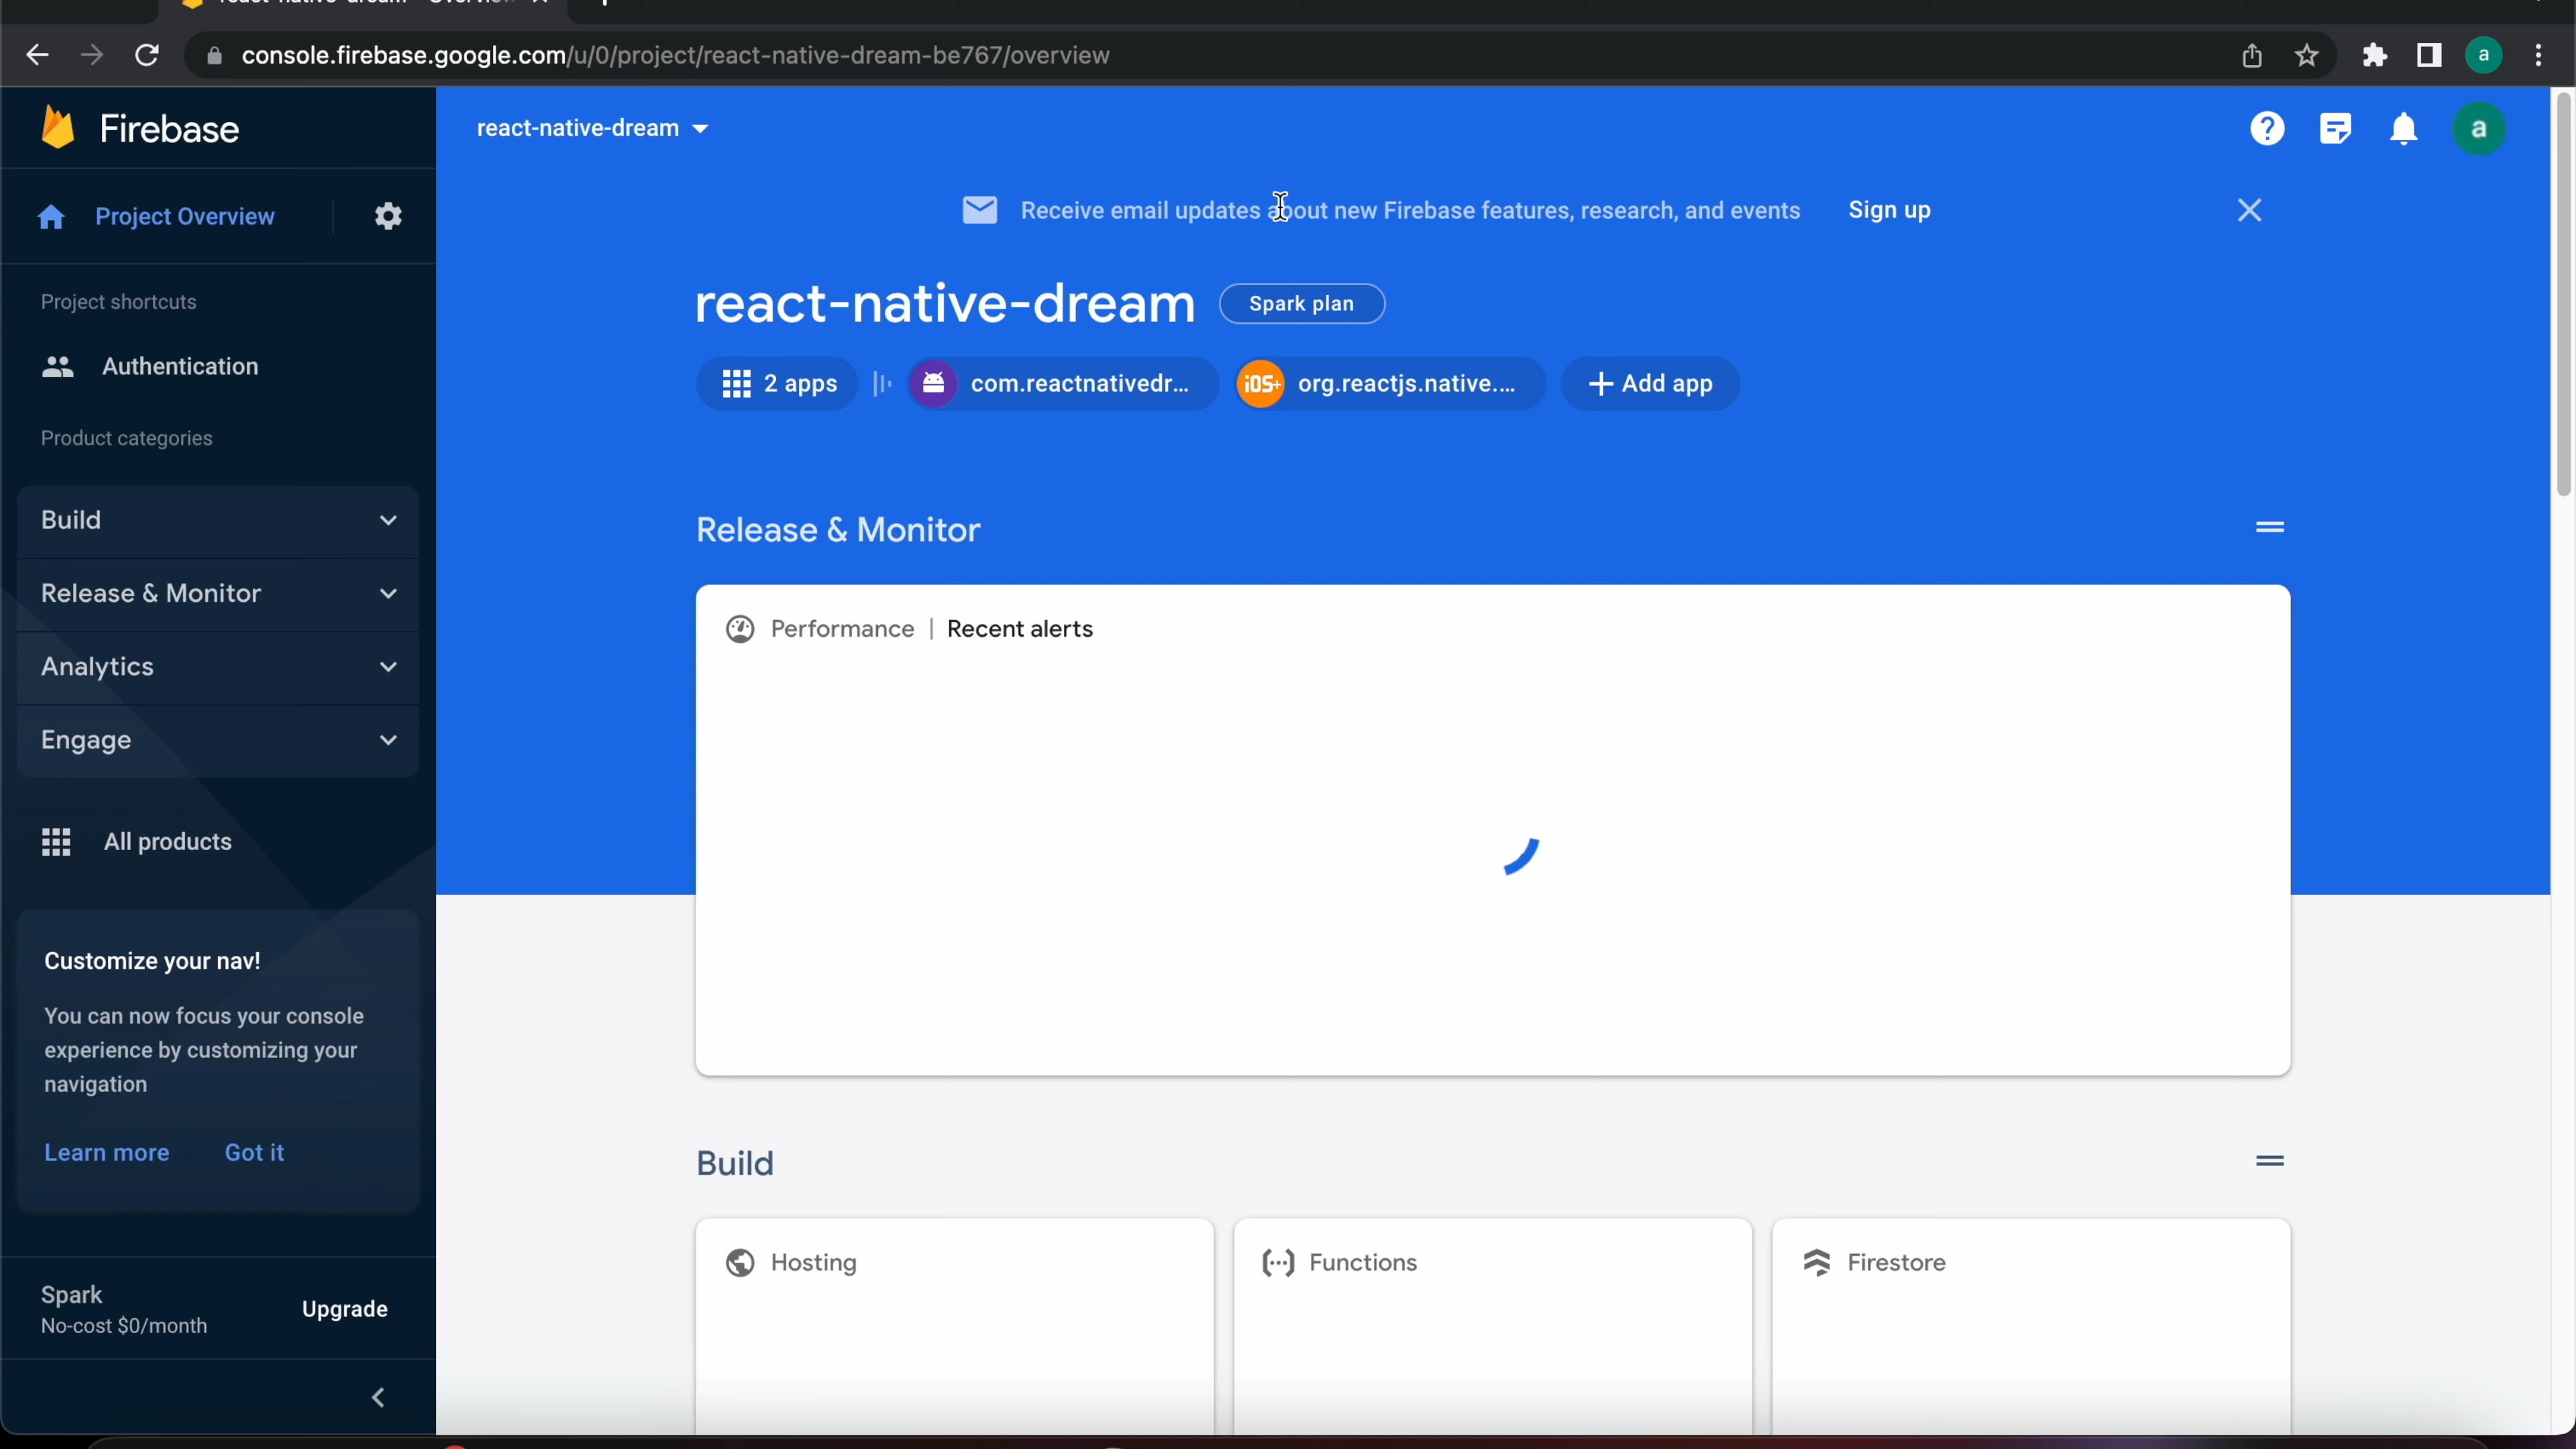 console.firebase.google.com/u/0/project/react-native-dream-be767/overview
a
Firebase
react-native-dream
a
Project Overview
Receive email updates about new Firebase features, research, and events
Sign up
Project shortcuts
react-native-dream
Spark plan
Authentication
2 apps
com.reactnativedr...
iOS+
org.reactjs.native....
+ Add app
Product categories
Build
Release & Monitor
Release & Monitor
Performance | Recent alerts
Analytics
Engage
All products
Customize your nav!
You can now focus your console
experience by customizing your
navigation
Learn more
Got it
Build
Hosting
Functions
Firestore
Spark
No-cost $0/month
Upgrade